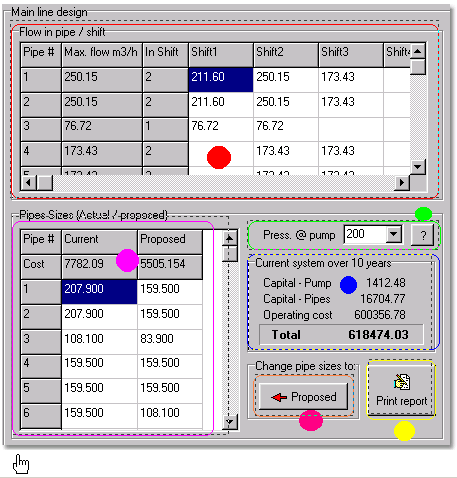 Main line design
Flow in pipe / shift
Pipe # Max. flow m3/h In Shift Shift1 Shift2 Shift3 Shift4
1 250.15 2 211.60 250.15 173.43
2 250.15 2 211.60 250.15 173.43
3 76.72 1 76.72 76.72
4 173.43 2 173.43 173.43
Pipes Sizes (Actual / proposed)
Pipe # Current Proposed
Cost 7782.09 5505.154
1 207.900 159.500
2 207.900 159.500
3 108.100 83.900
4 159.500 159.500
5 159.500 159.500
6 159.500 108.100
Press. @ pump 200 ?
Current system over 10 years
Capital - Pump 1412.48
Capital - Pipes 16704.77
Operating cost 600356.78
Total 618474.03
Change pipe sizes to:
Proposed
Print report